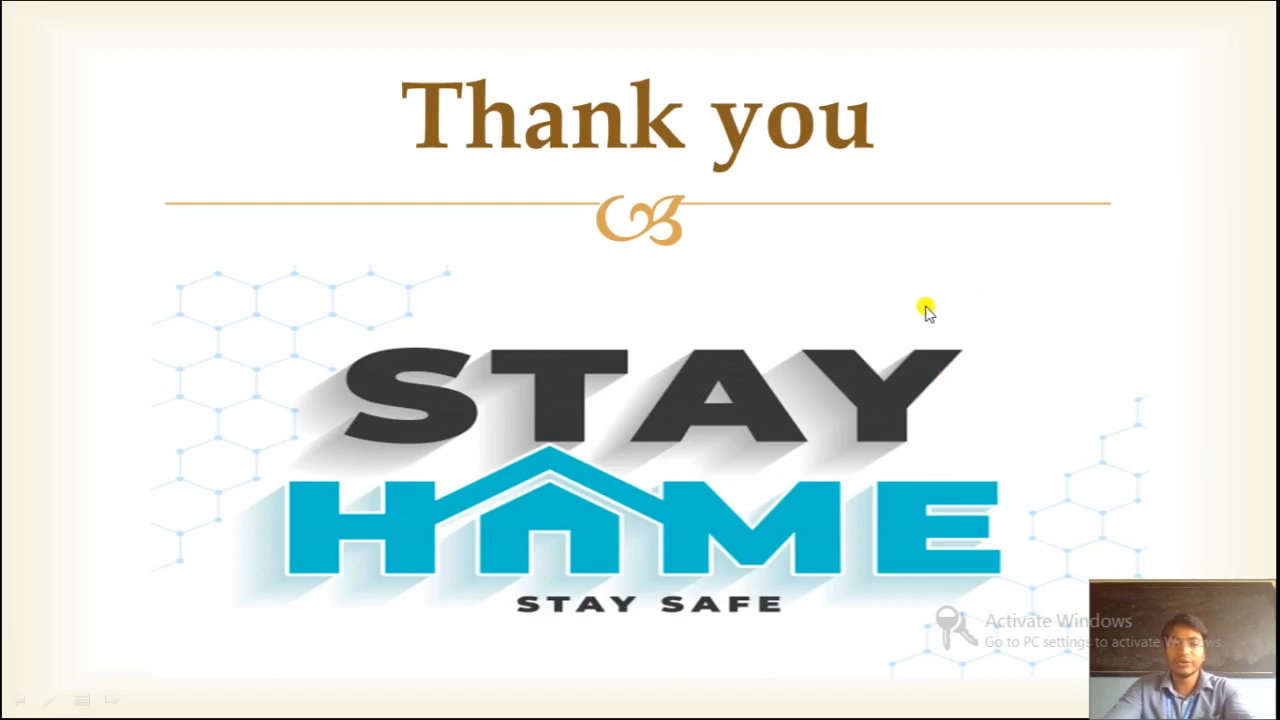 Thank you
STAY
HOME
STAY SAFE
Activate Windows
Go to PC settings to activate Windows.